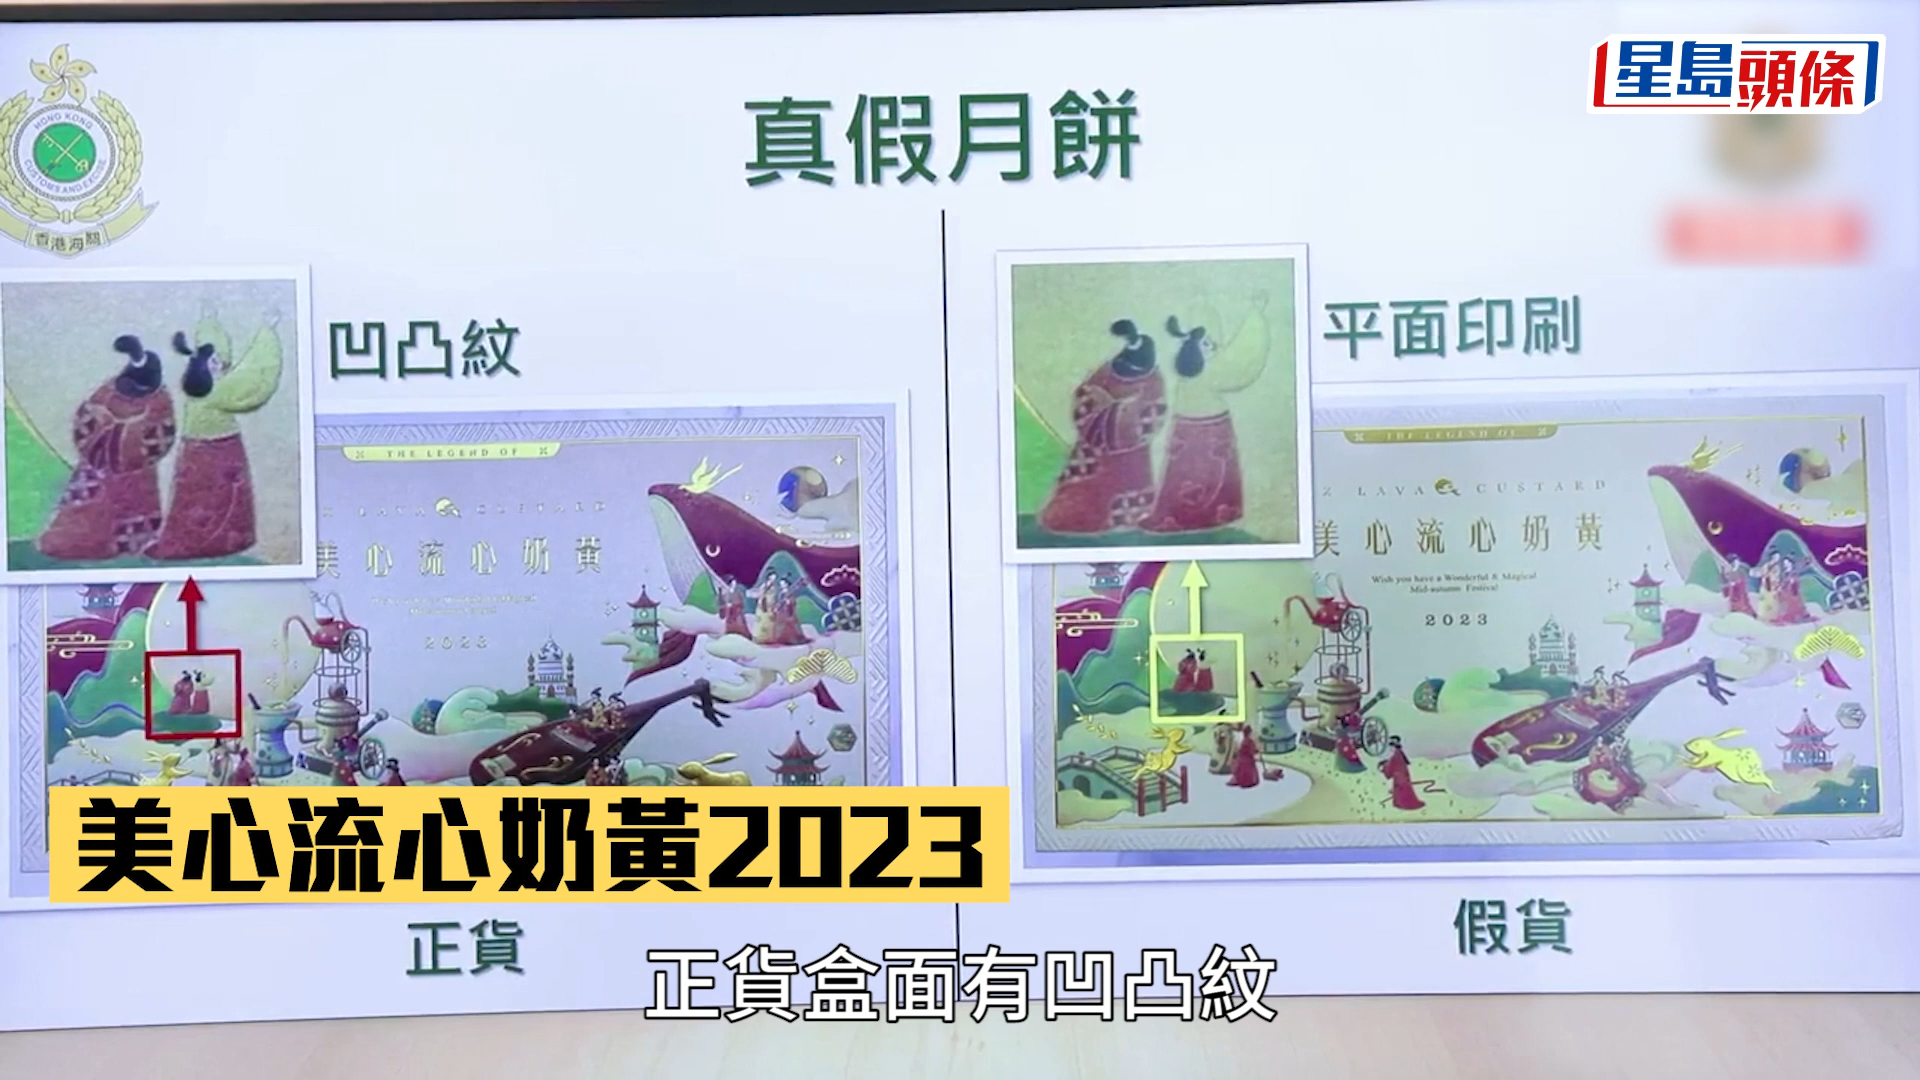 星島頭條
真假月餅
HONG KONG
CUSTOMS AND EXCISE
香港海關
凹凸紋
平面印刷
THE LEGEND OF
LAVA CUSTARD
美心流心奶黃
2023
THE LEGEND OF
LAVA CUSTARD
美心流心奶黃
Wish you have a Wonderful & Magical
Mid-autumn Festival
2023
美心流心奶黃2023
正貨
假貨
正貨盒面有凹凸紋